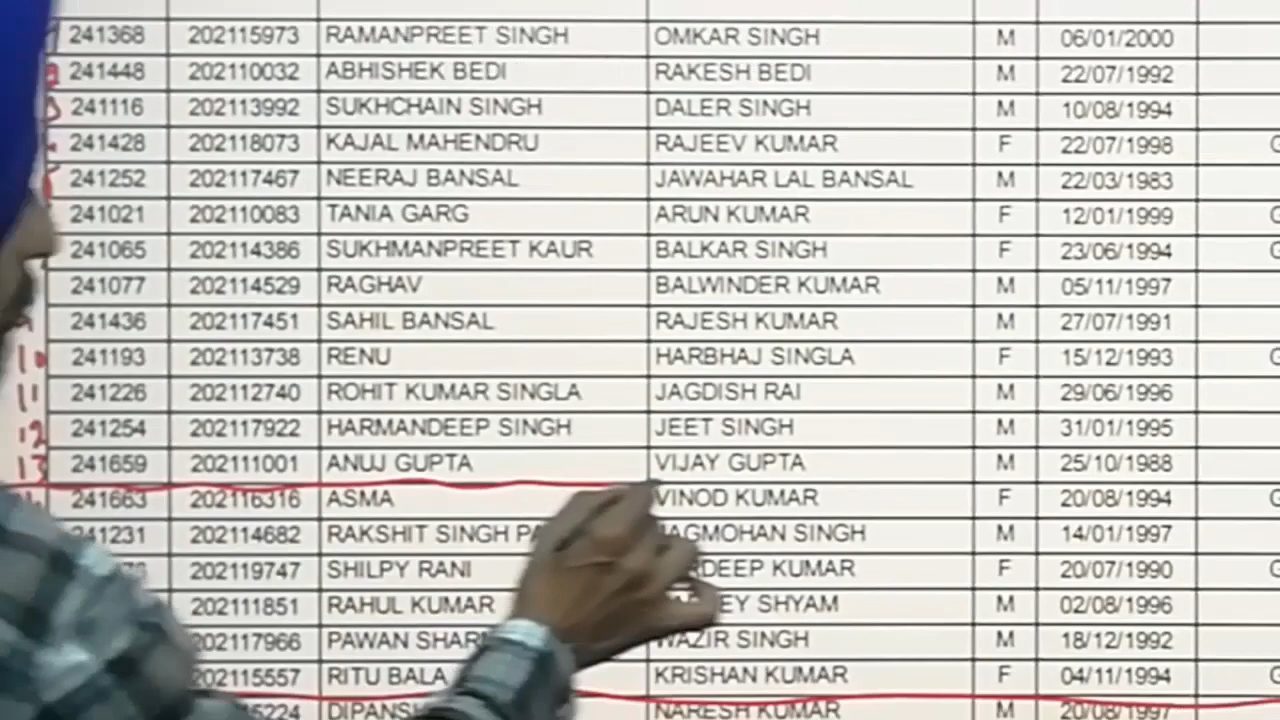 241368 202115973 RAMANPREET SINGH OMKAR SINGH M 06/01/2000
241448 202110032 ABHISHEK BEDI RAKESH BEDI M 22/07/1992
241116 202113992 SUKHCHAIN SINGH DALER SINGH M 10/08/1994
241428 202118073 KAJAL MAHENDRU RAJEEV KUMAR F 22/07/1998 G
241252 202117467 NEERAJ BANSAL JAWAHAR LAL BANSAL M 22/03/1983
241021 202110083 TANIA GARG ARUN KUMAR F 12/01/1999 G
241065 202114386 SUKHMANPREET KAUR BALKAR SINGH F 23/06/1994 G
241077 202114529 RAGHAV BALWINDER KUMAR M 05/11/1997
241436 202117451 SAHIL BANSAL RAJESH KUMAR M 27/07/1991
10 241193 202113738 RENU HARBHAJ SINGLA F 15/12/1993 G
11 241226 202112740 ROHIT KUMAR SINGLA JAGDISH RAI M 29/06/1996
12 241254 202117922 HARMANDEEP SINGH JEET SINGH M 31/01/1995
13 241659 202111001 ANUJ GUPTA VIJAY GUPTA M 25/10/1988
241663 202116316 ASMA VINOD KUMAR F 20/08/1994 G
241231 202114682 RAKSHIT SINGH JAGMOHAN SINGH M 14/01/1997
202119747 SHILPY RANI KUMAR F 20/07/1990 G
202111851 RAHUL KUMAR SHYAM M 02/08/1996
202117966 PAWAN WAZIR SINGH M 18/12/1992
202115557 RITU BALA KRISHAN KUMAR F 04/11/1994 G
NARESH KUMAR M 20/08/1997